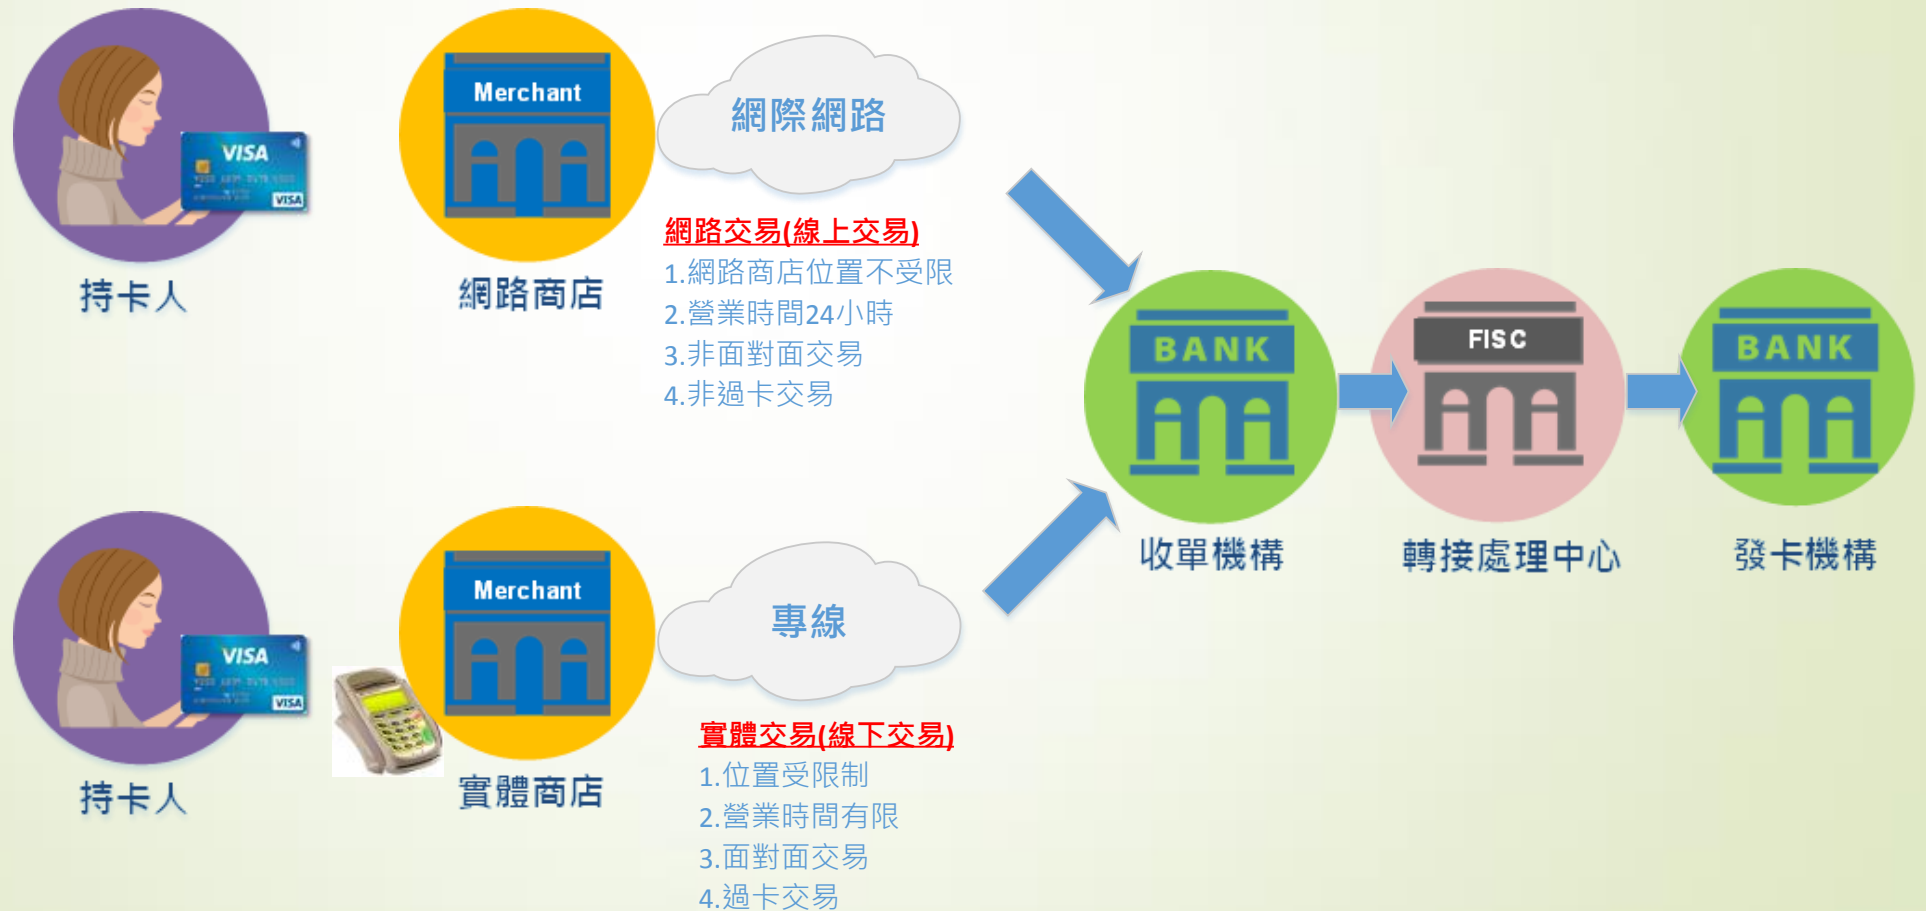 VISA
VISA
持卡人
Merchant
網路商店
網際網路
網路交易(線上交易)
1.網路商店位置不受限
2.營業時間24小時
3.非面對面交易
4.非過卡交易
VISA
VISA
持卡人
Merchant
實體商店
專線
實體交易(線下交易)
1.位置受限制
2.營業時間有限
3.面對面交易
4.過卡交易
BANK
收單機構
FISC
轉接處理中心
BANK
發卡機構